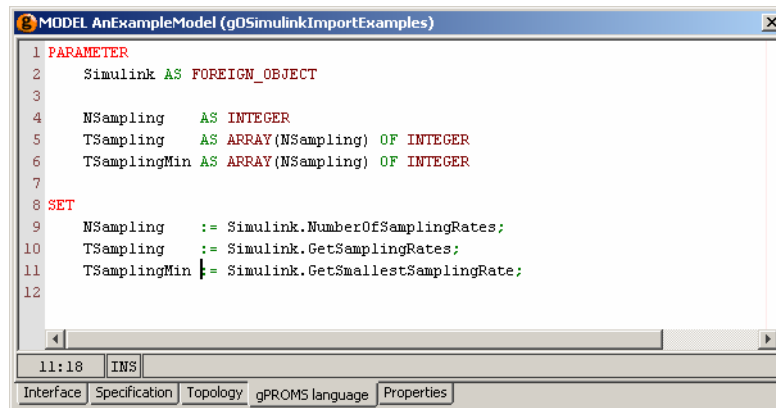 MODEL AnExampleModel (gOSimulinkImportExamples)
1 PARAMETER
2 Simulink AS FOREIGN_OBJECT
3
4 NSampling AS INTEGER
5 TSampling AS ARRAY(NSampling) OF INTEGER
6 TSamplingMin AS ARRAY(NSampling) OF INTEGER
7
8 SET
9 NSampling := Simulink.NumberOfSamplingRates;
10 TSampling := Simulink.GetSamplingRates;
11 TSamplingMin := Simulink.GetSmallestSamplingRate;
12
11:18 INS
Interface Specification Topology gPROMS language Properties